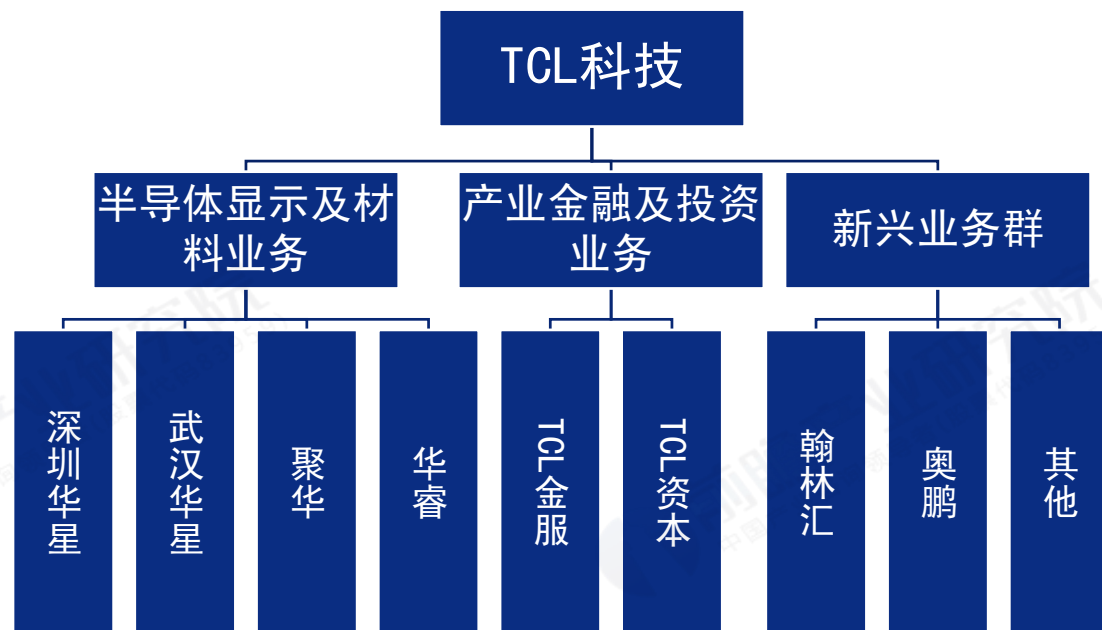 TCL科技
半导体显示及材
料业务
产业金融及投资
业务
新兴业务群
深圳华星
武汉华星
聚华
华睿
TCL金服
TCL资本
翰林汇
奥鹏
其他